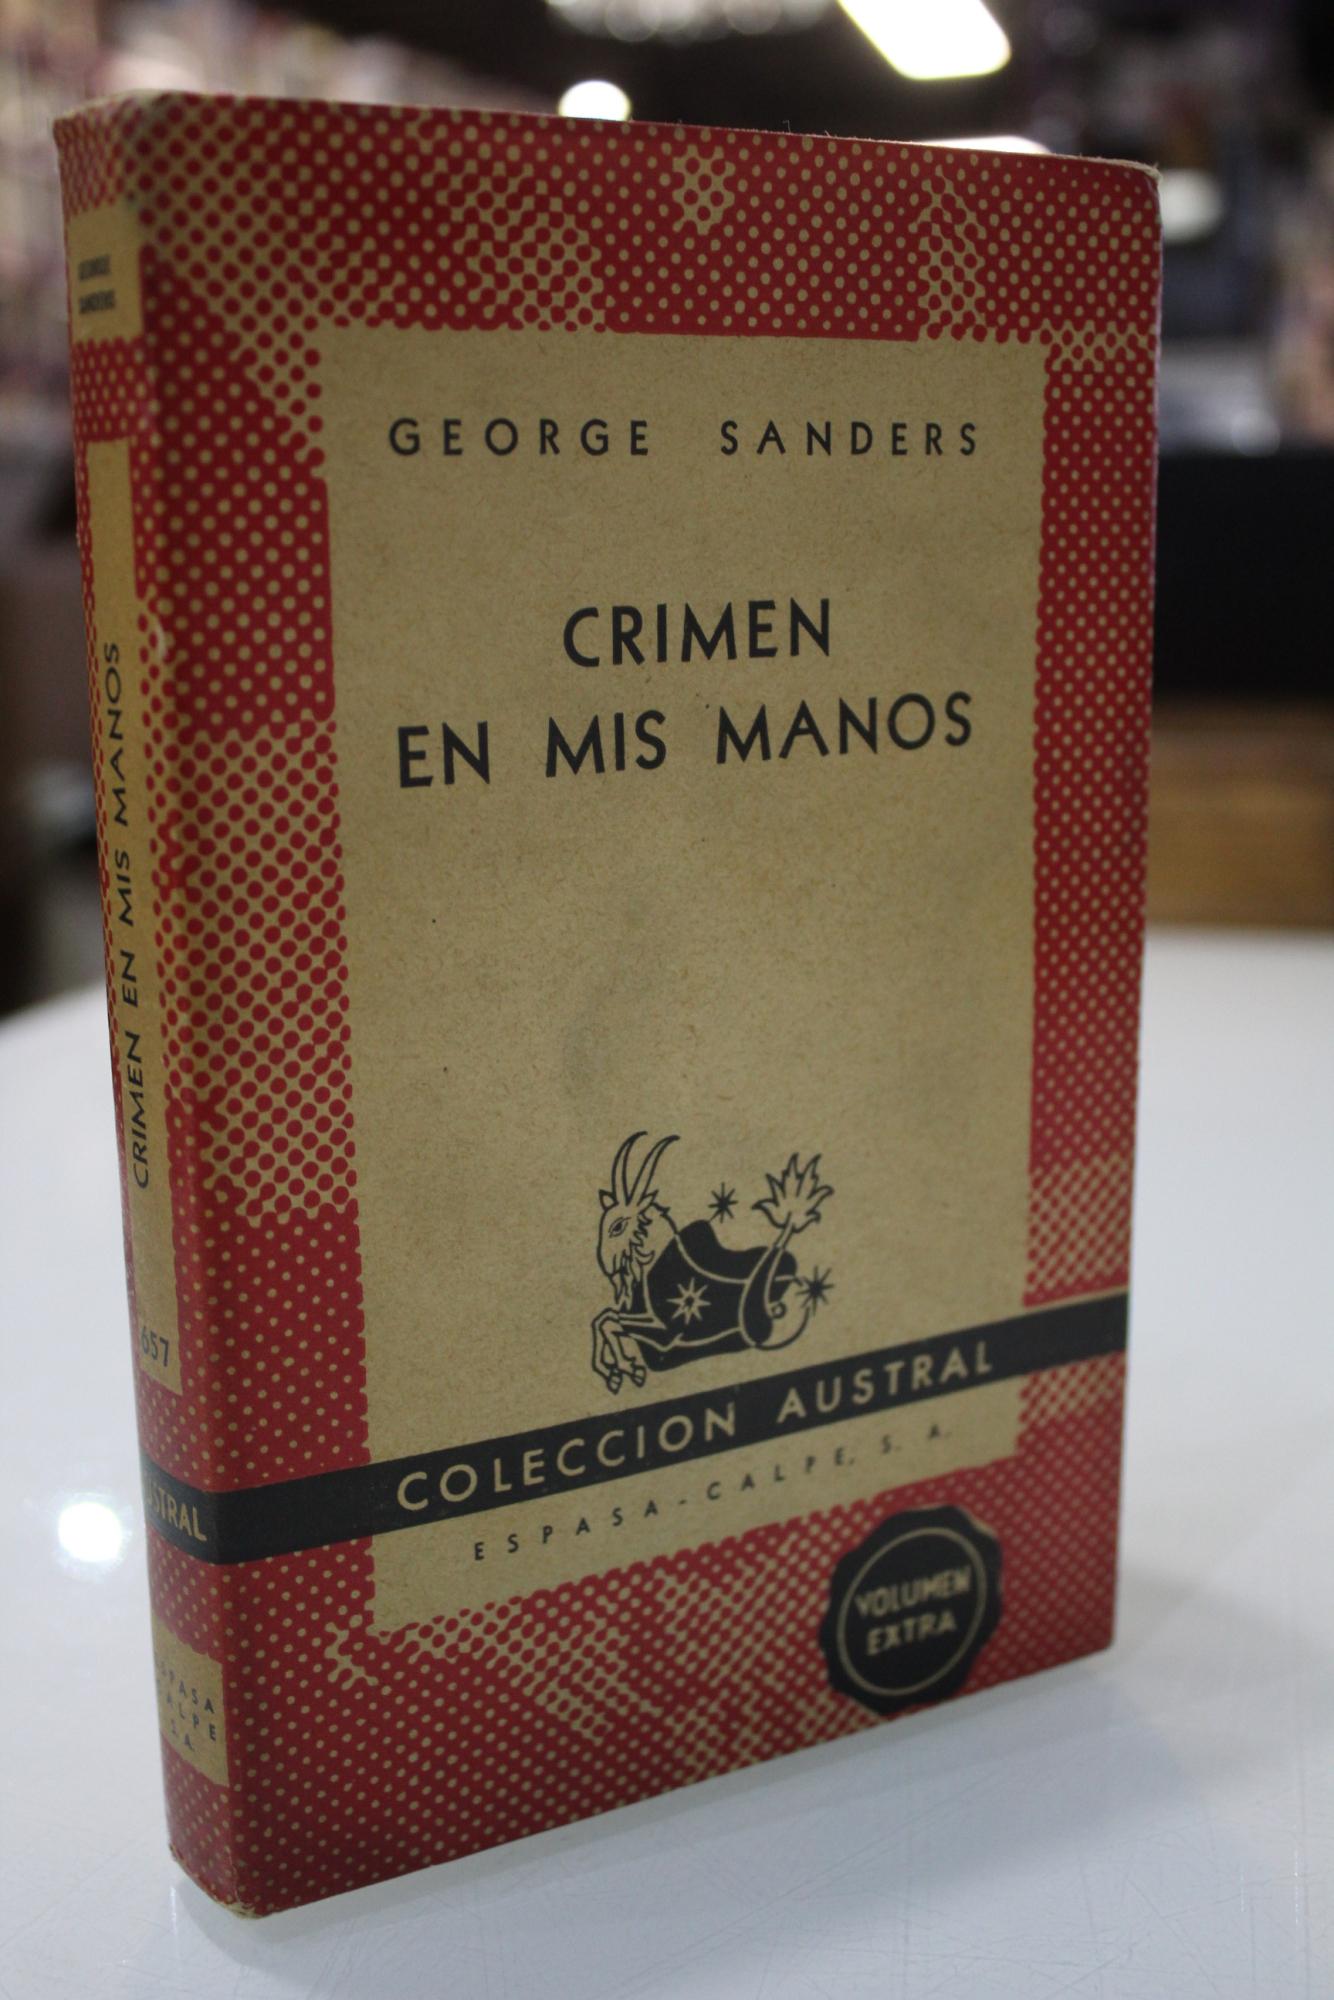 GEORGE SANDERS
CRIMEN
EN MIS MANOS
COLECCION AUSTRAL
ESPASA-CALPE, S. A.
VOLUMEN
EXTRA
GEORGE
SANDERS
CRIMEN EN MIS MANOS
657
USTRAL
ESPASA
CALPE
S.A.